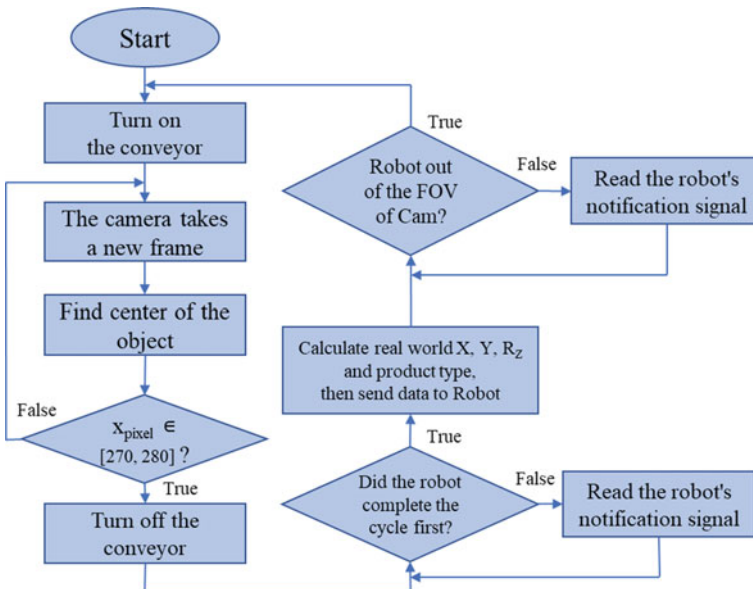 Start
Turn on
the conveyor
The camera takes
a new frame
Find center of the
object
False
x_pixel ∈
[270, 280] ?
True
Turn off the
conveyor
True
Robot out
of the FOV
of Cam?
False
Read the robot's
notification signal
Calculate real world X, Y, R_Z
and product type,
then send data to Robot
True
Did the robot
complete the
cycle first?
False
Read the robot's
notification signal